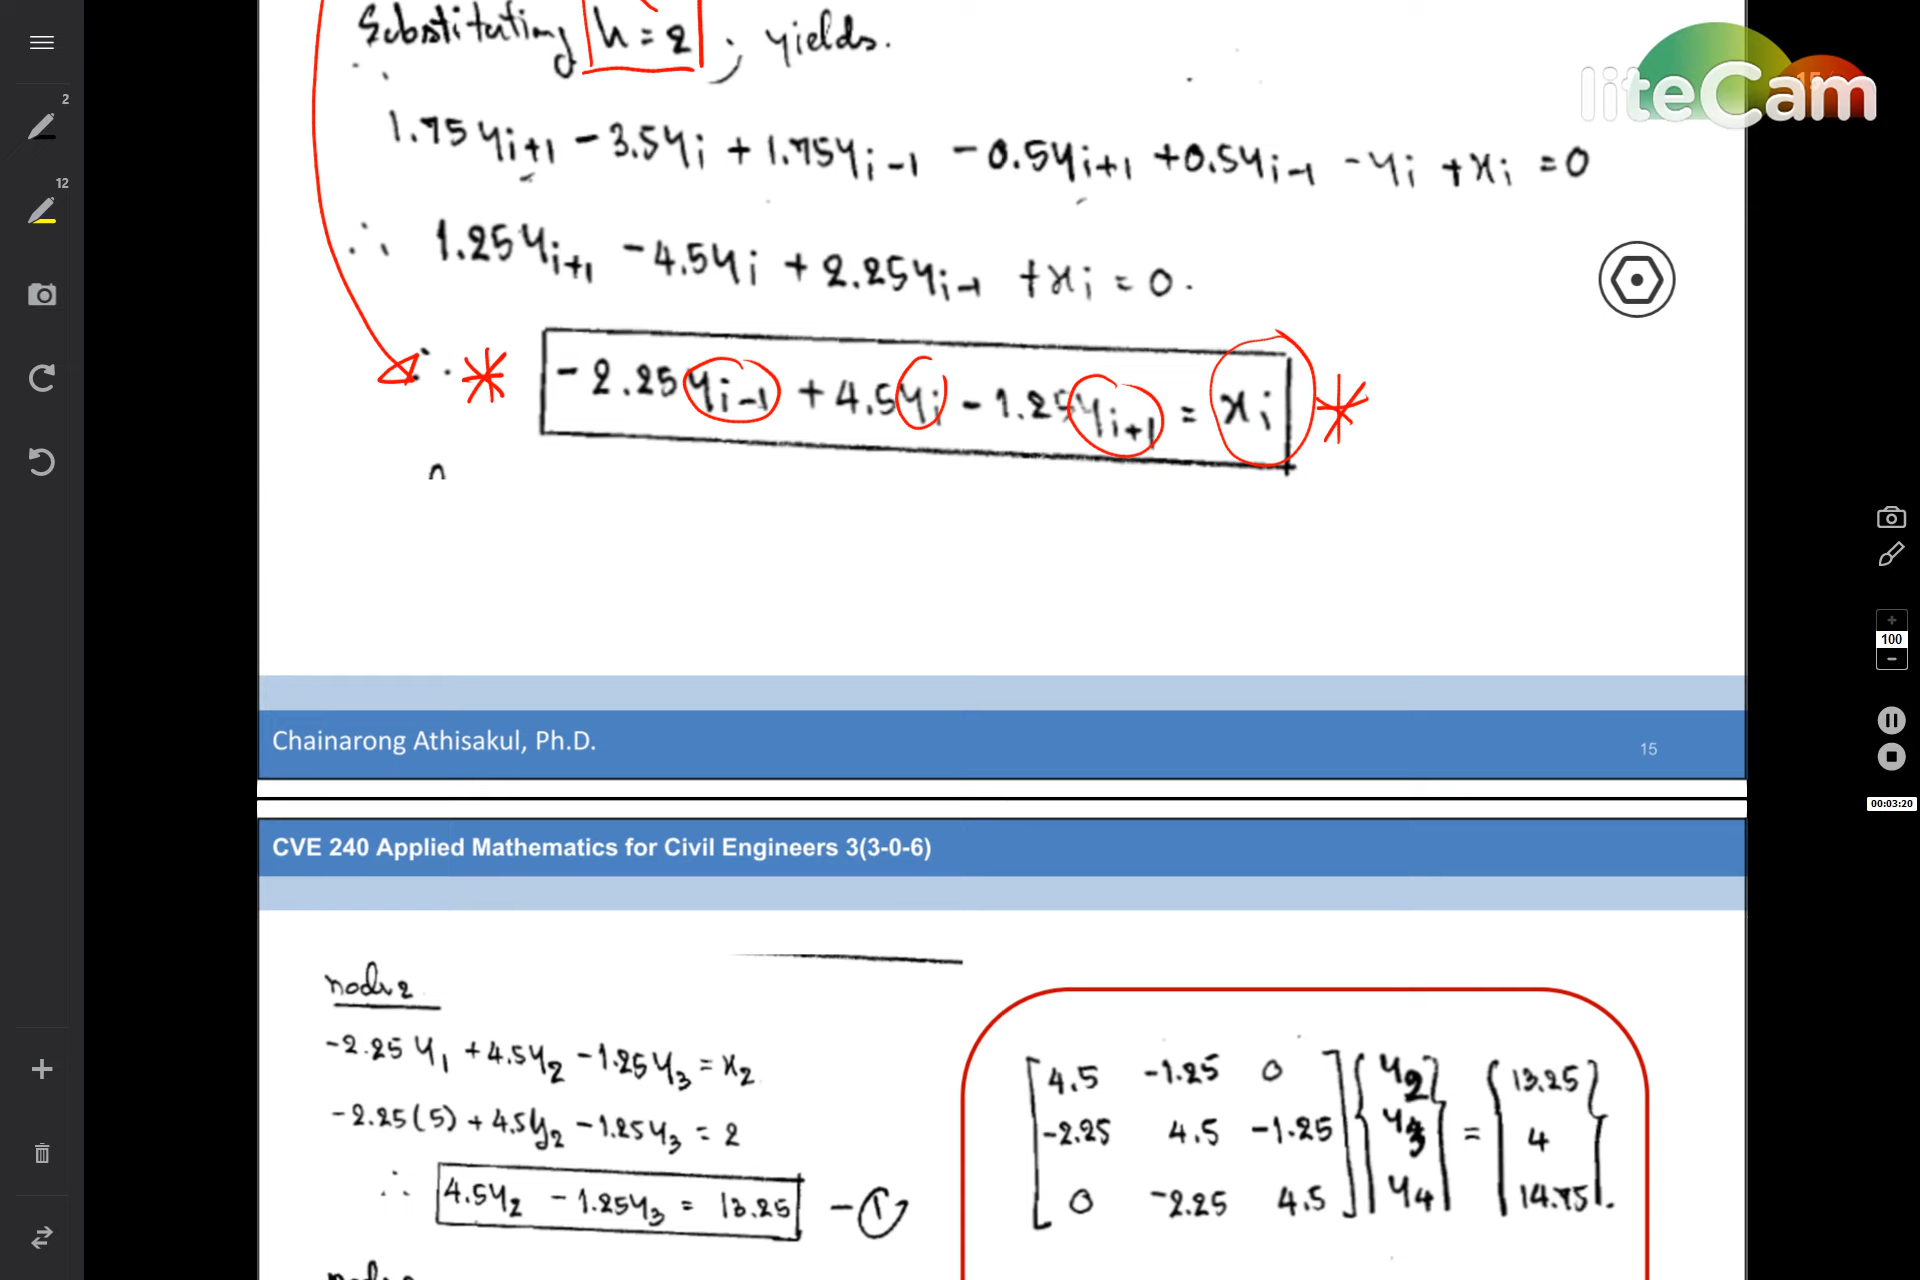 Substituting h = 2 ; yields.
liteCam
1.75yᵢ₊₁ − 3.5yᵢ + 1.75yᵢ₋₁ − 0.5yᵢ₊₁ + 0.5yᵢ₋₁ − yᵢ + xᵢ = 0
∴ 1.25yᵢ₊₁ − 4.5yᵢ + 2.25yᵢ₋₁ + xᵢ = 0.
∴ * −2.25yᵢ₋₁ + 4.5yᵢ − 1.25yᵢ₊₁ = xᵢ *
2
12
100
00:03:20
Chainarong Athisakul, Ph.D.
15
CVE 240 Applied Mathematics for Civil Engineers 3(3-0-6)
node 2
−2.25y₁ + 4.5y₂ − 1.25y₃ = x₂
−2.25(5) + 4.5y₂ − 1.25y₃ = 2
∴ 4.5y₂ − 1.25y₃ = 13.25 − ①
4.5 −1.25 0 y₂ 13.25
−2.25 4.5 −1.25 y₃ = 4
0 −2.25 4.5 y₄ 14.75